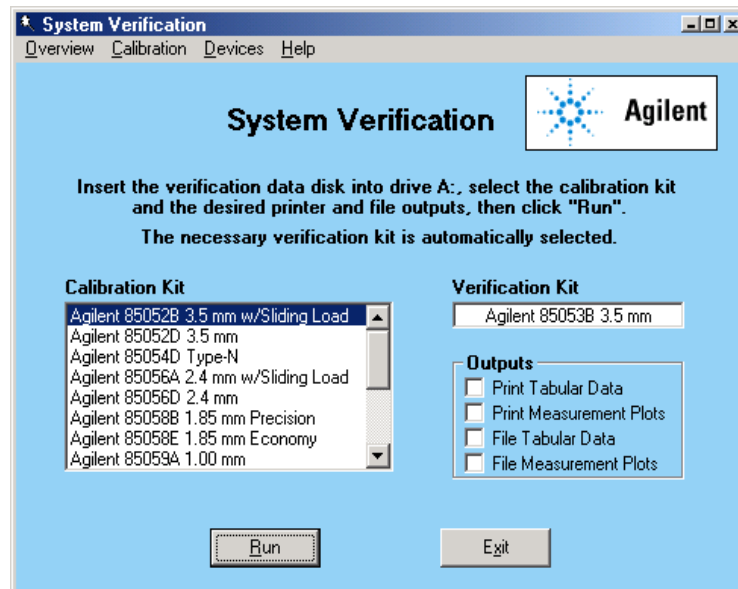 System Verification
Overview Calibration Devices Help
System Verification
Agilent
Insert the verification data disk into drive A:, select the calibration kit
and the desired printer and file outputs, then click "Run".
The necessary verification kit is automatically selected.
Calibration Kit
Agilent 85052B 3.5 mm w/Sliding Load
Agilent 85052D 3.5 mm
Agilent 85054D Type-N
Agilent 85056A 2.4 mm w/Sliding Load
Agilent 85056D 2.4 mm
Agilent 85058B 1.85 mm Precision
Agilent 85058E 1.85 mm Economy
Agilent 85059A 1.00 mm
Verification Kit
Agilent 85053B 3.5 mm
Outputs
Print Tabular Data
Print Measurement Plots
File Tabular Data
File Measurement Plots
Run
Exit